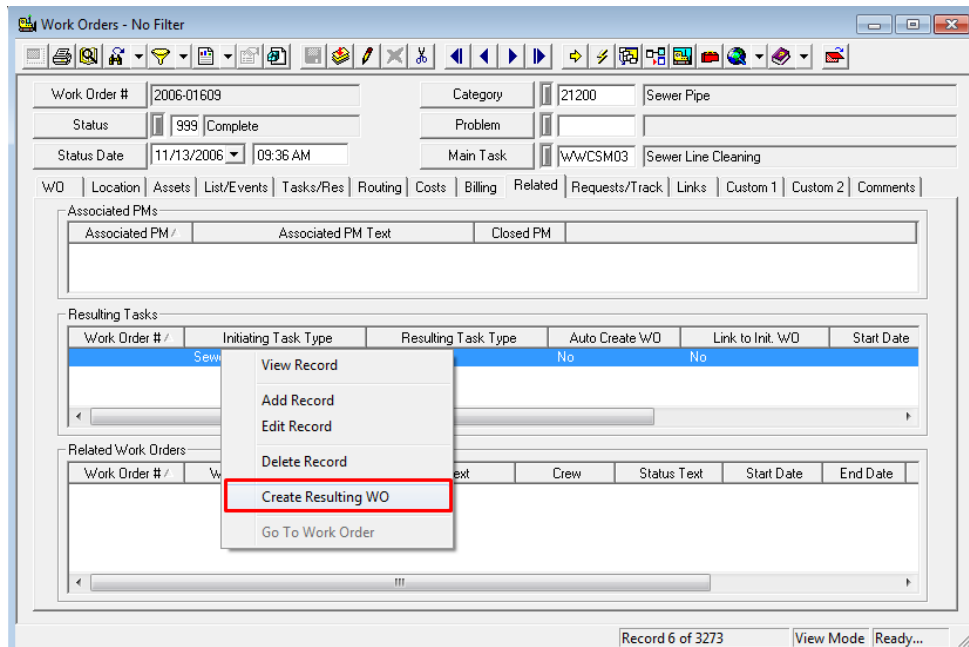 Work Orders - No Filter
Work Order # 2006-01609 Category 21200 Sewer Pipe
Status 999 Complete Problem
Status Date 11/13/2006 09:36 AM Main Task WWCSM03 Sewer Line Cleaning
WO Location Assets List/Events Tasks/Res Routing Costs Billing Related Requests/Track Links Custom 1 Custom 2 Comments
Associated PMs
Associated PM Associated PM Text Closed PM
Resulting Tasks
Work Order # Initiating Task Type Resulting Task Type Auto Create WO Link to Init. WO Start Date
No No
View Record
Add Record
Edit Record
Delete Record
Create Resulting WO
Go To Work Order
Related Work Orders
Work Order # Crew Status Text Start Date End Date
Record 6 of 3273 View Mode Ready...